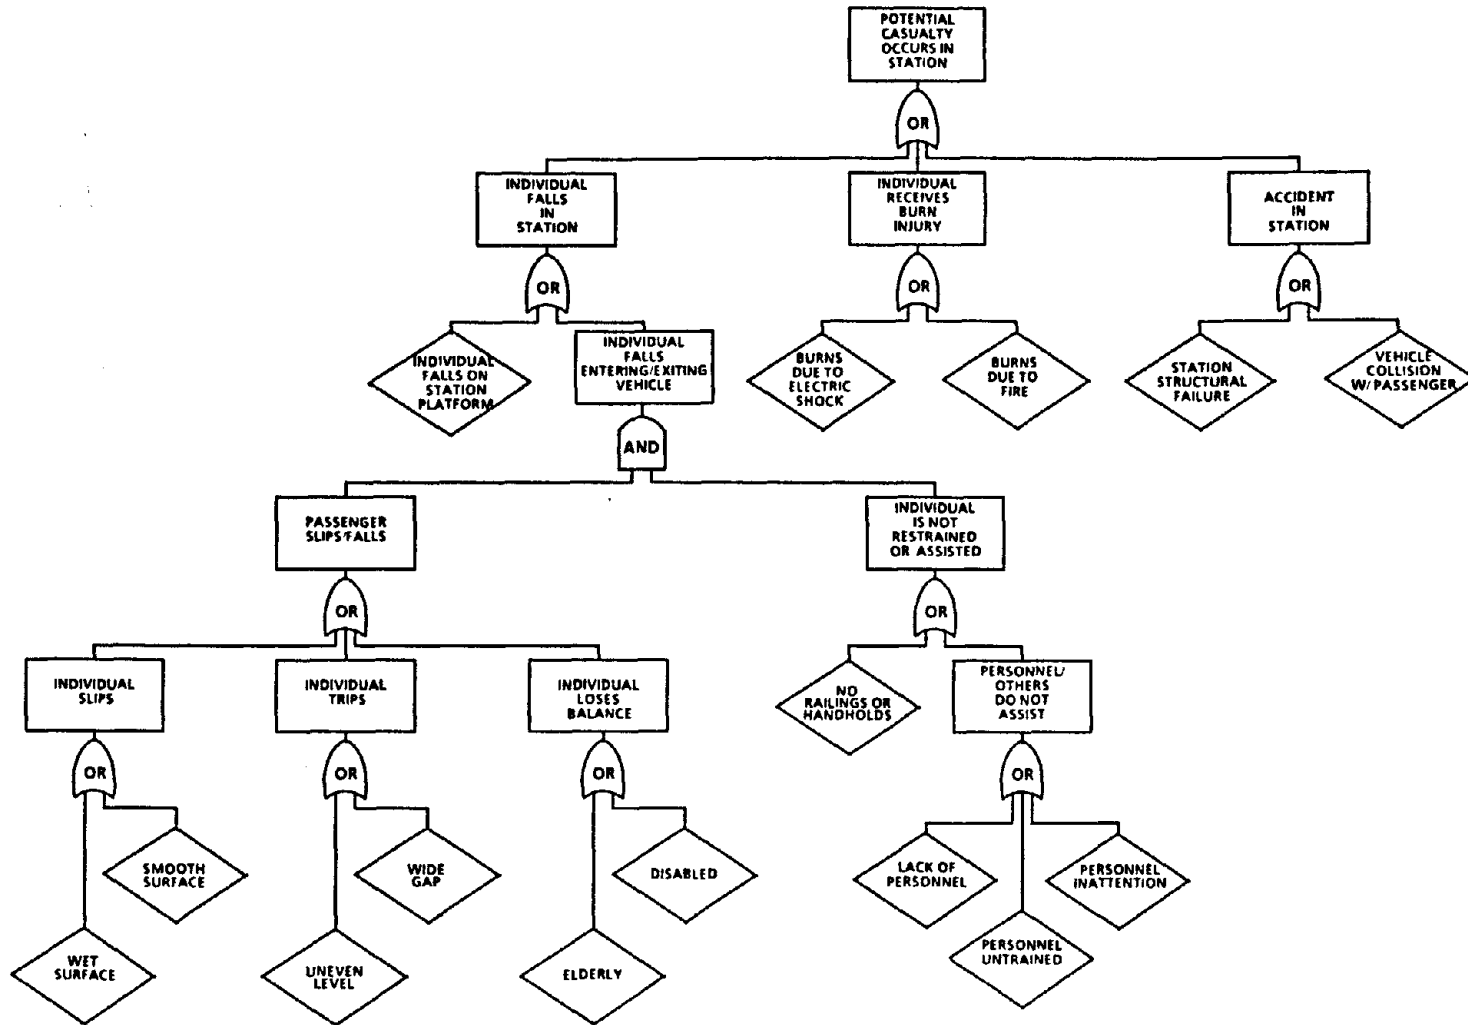 POTENTIAL
CASUALTY
OCCURS IN
STATION
OR
INDIVIDUAL
FALLS
IN
STATION
INDIVIDUAL
RECEIVES
BURN
INJURY
ACCIDENT
IN
STATION
OR
OR
OR
INDIVIDUAL
FALLS ON
STATION
PLATFORM
INDIVIDUAL
FALLS
ENTERING/EXITING
VEHICLE
BURNS
DUE TO
ELECTRIC
SHOCK
BURNS
DUE TO
FIRE
STATION
STRUCTURAL
FAILURE
VEHICLE
COLLISION
W/PASSENGER
AND
PASSENGER
SLIPS/FALLS
INDIVIDUAL
IS NOT
RESTRAINED
OR ASSISTED
OR
OR
INDIVIDUAL
SLIPS
INDIVIDUAL
TRIPS
INDIVIDUAL
LOSES
BALANCE
NO
RAILINGS OR
HANDHOLDS
PERSONNEL/
OTHERS
DO NOT
ASSIST
OR
OR
OR
OR
SMOOTH
SURFACE
WIDE
GAP
DISABLED
LACK OF
PERSONNEL
PERSONNEL
INATTENTION
WET
SURFACE
UNEVEN
LEVEL
ELDERLY
PERSONNEL
UNTRAINED